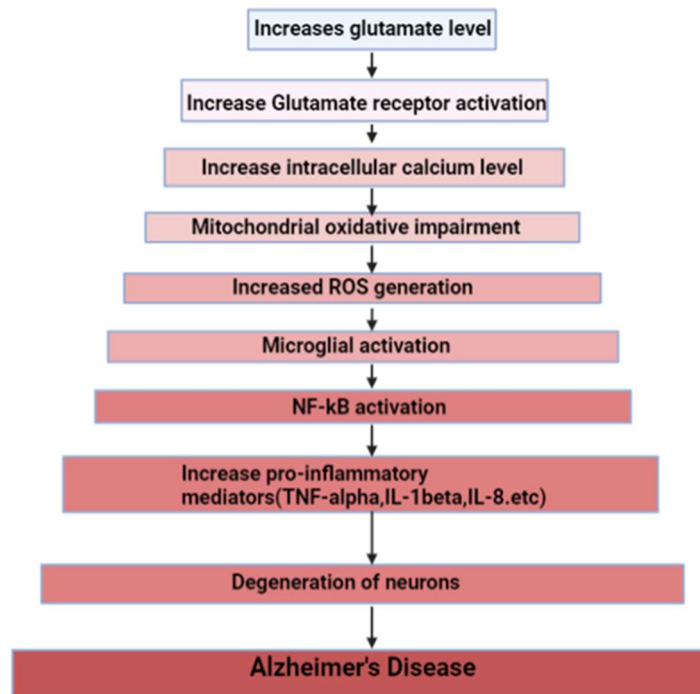 Increases glutamate level
Increase Glutamate receptor activation
Increase intracellular calcium level
Mitochondrial oxidative impairment
Increased ROS generation
Microglial activation
NF-kB activation
Increase pro-inflammatory
mediators(TNF-alpha,IL-1beta,IL-8.etc)
Degeneration of neurons
Alzheimer's Disease